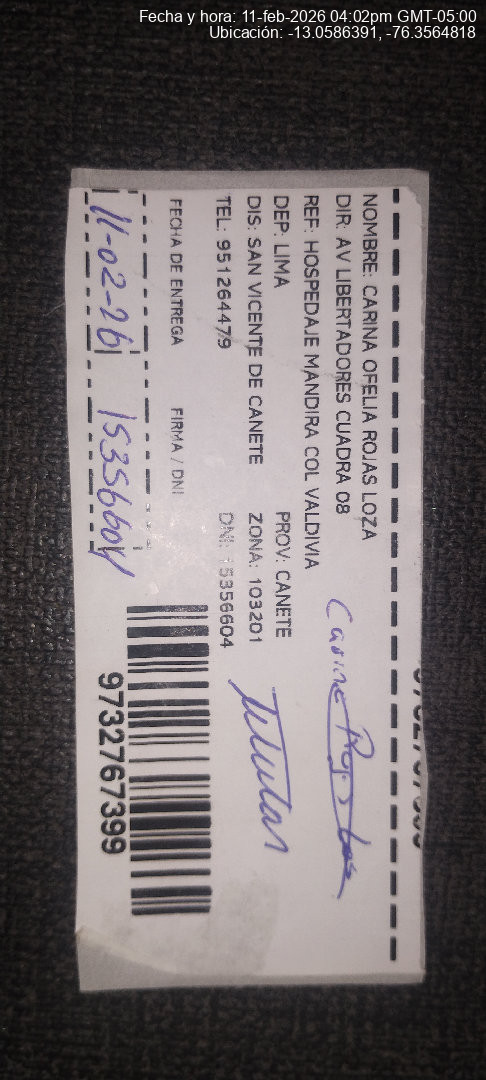 Fecha y hora: 11-feb-2026 04:02pm GMT-05:00
Ubicación: -13.0586391, -76.3564818
NOMBRE: CARINA OFELIA ROJAS LOZA
DIR: AV LIBERTADORES CUADRA 08
REF: HOSPEDAJE MANDIRA COL VALDIVIA
DEP: LIMA PROV: CANETE
DIS: SAN VICENTE DE CANETE ZONA: 103201
TEL: 951264479 DNI: 15356604
Carina Rojas Loza
FECHA DE ENTREGA FIRMA / DNI
11-02-26 15356604
9732767399